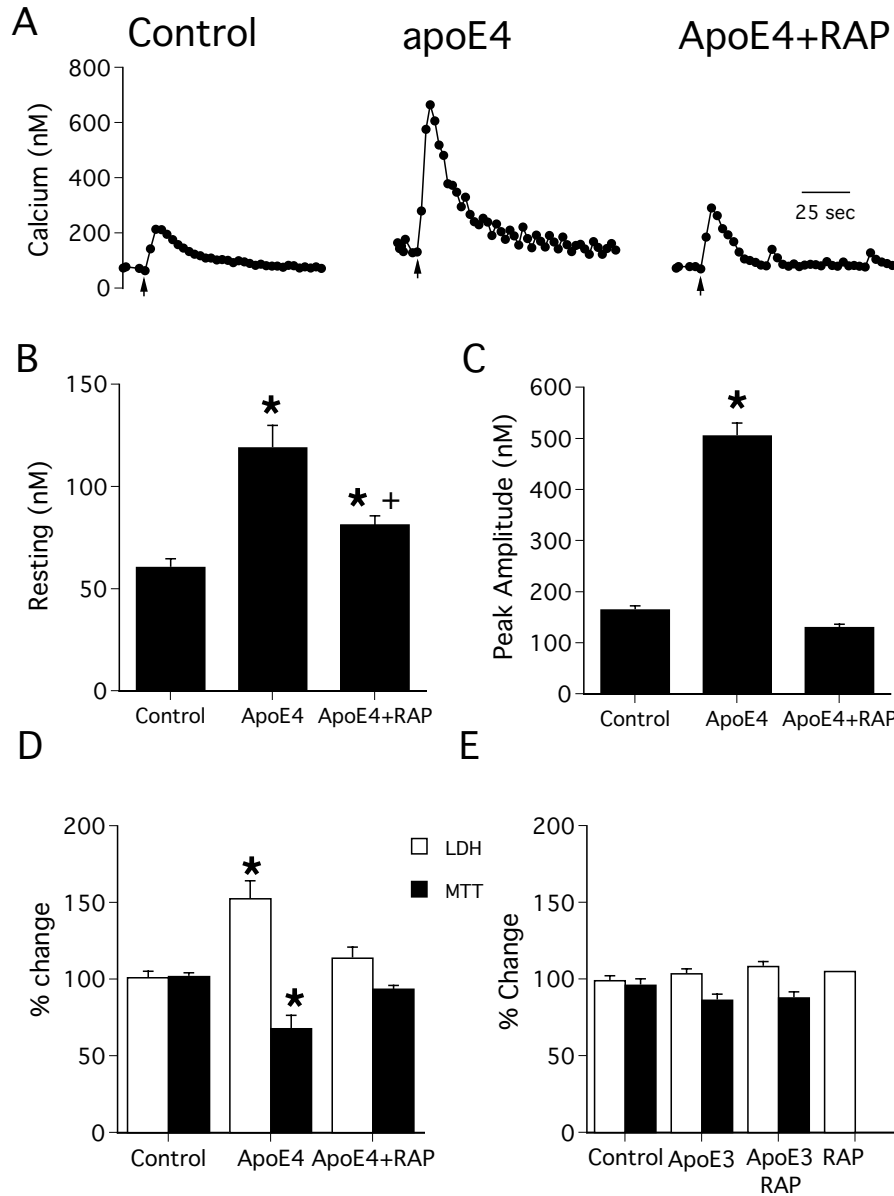 A
Control
apoE4
ApoE4+RAP
Calcium (nM)
800
600
400
200
0
25 sec
B
Resting (nM)
150
100
50
0
*
* +
Control
ApoE4
ApoE4+RAP
C
Peak Amplitude (nM)
600
500
400
300
200
100
0
*
Control
ApoE4
ApoE4+RAP
D
% change
200
150
100
50
0
*
*
LDH
MTT
Control
ApoE4
ApoE4+RAP
E
% Change
200
150
100
50
0
Control
ApoE3
ApoE3
RAP
RAP